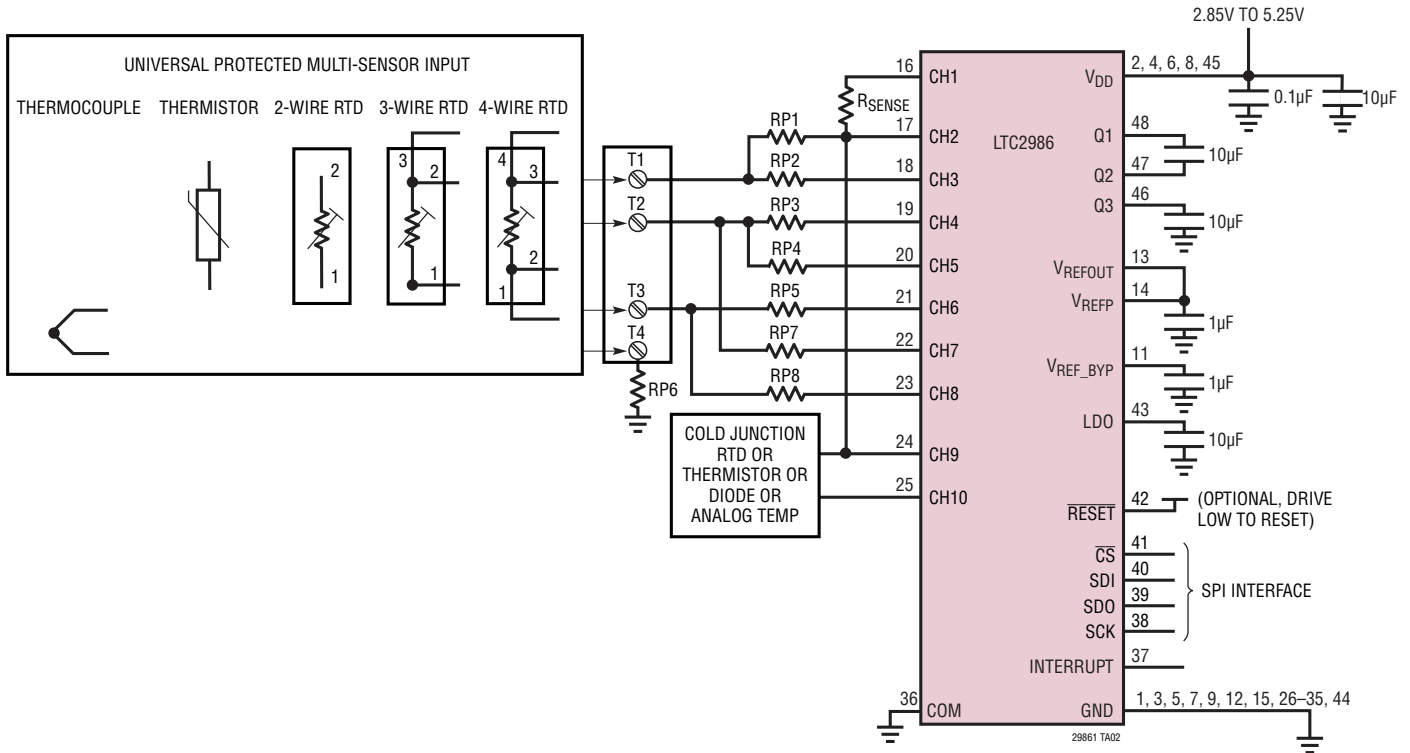 2.85V TO 5.25V
UNIVERSAL PROTECTED MULTI-SENSOR INPUT
THERMOCOUPLE THERMISTOR 2-WIRE RTD 3-WIRE RTD 4-WIRE RTD
2
1
3
2
1
4
3
2
1
T1
T2
T3
T4
RP1
RP2
RP3
RP4
RP5
RP7
RP8
RP6
RSENSE
COLD JUNCTION
RTD OR
THERMISTOR OR
DIODE OR
ANALOG TEMP
16 CH1
17 CH2
18 CH3
19 CH4
20 CH5
21 CH6
22 CH7
23 CH8
24 CH9
25 CH10
36 COM
LTC2986
VDD 2, 4, 6, 8, 45
0.1µF
10µF
Q1 48
10µF
Q2 47
Q3 46
10µF
VREFOUT 13
VREFP 14
1µF
VREF_BYP 11
1µF
LDO 43
10µF
RESET 42
(OPTIONAL, DRIVE
LOW TO RESET)
CS 41
SDI 40
SDO 39
SCK 38
SPI INTERFACE
INTERRUPT 37
GND 1, 3, 5, 7, 9, 12, 15, 26–35, 44
29861 TA02